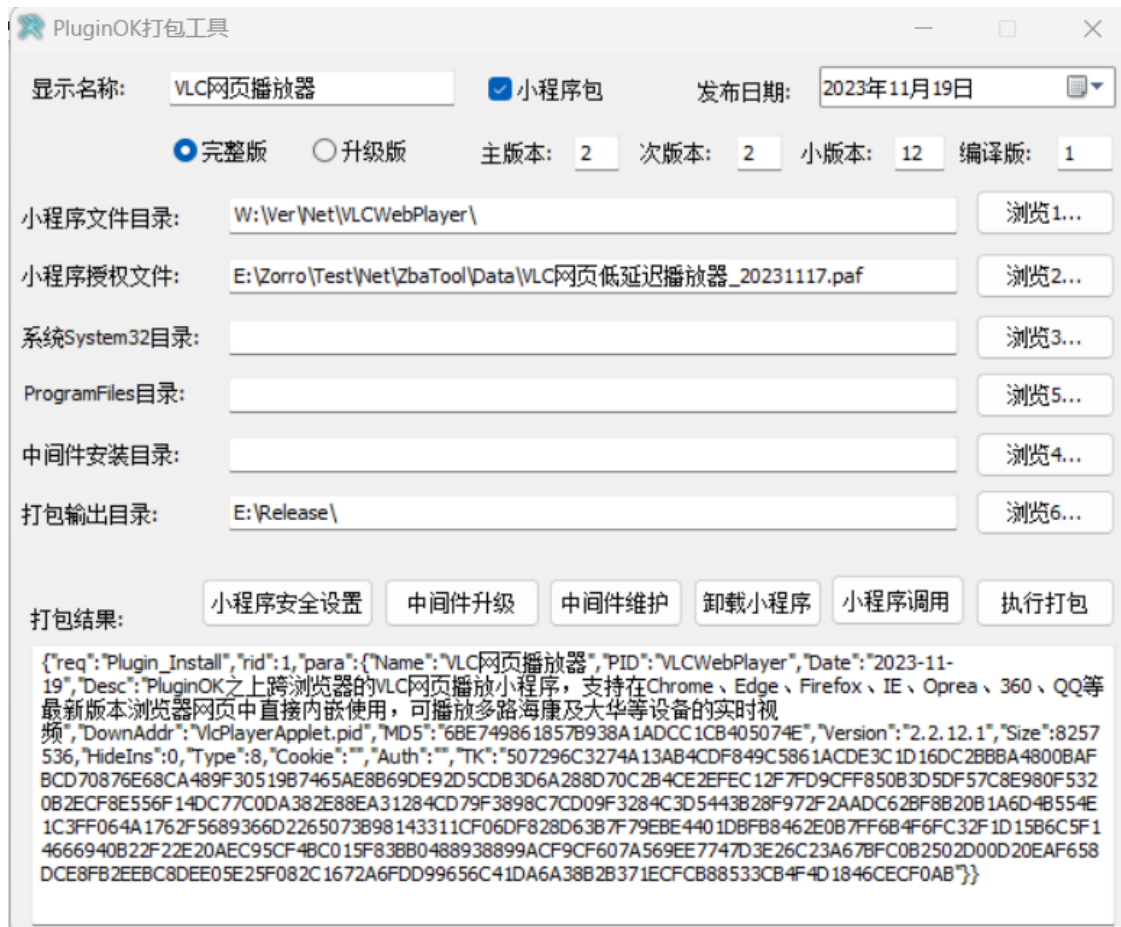 PluginOK打包工具
显示名称: VLC网页播放器 小程序包 发布日期: 2023年11月19日
完整版 升级版 主版本: 2 次版本: 2 小版本: 12 编译版: 1
小程序文件目录: W:\Ver\Net\VLCWebPlayer\ 浏览1...
小程序授权文件: E:\Zorro\Test\Net\ZbaTool\Data\VLC网页低延迟播放器_20231117.paf 浏览2...
系统System32目录: 浏览3...
ProgramFiles目录: 浏览5...
中间件安装目录: 浏览4...
打包输出目录: E:\Release\ 浏览6...
打包结果: 小程序安全设置 中间件升级 中间件维护 卸载小程序 小程序调用 执行打包
{"req":"Plugin_Install","rid":1,"para":{"Name":"VLC网页播放器","PID":"VLCWebPlayer","Date":"2023-11-
19","Desc":"PluginOK之上跨浏览器的VLC网页播放小程序，支持在Chrome、Edge、Firefox、IE、Oprea、360、QQ等
最新版本浏览器网页中直接内嵌使用，可播放多路海康及大华等设备的实时视
频","DownAddr":"VlcPlayerApplet.pid","MD5":"6BE749861857B938A1ADCC1CB405074E","Version":"2.2.12.1","Size":8257
536,"HideIns":0,"Type":8,"Cookie":"","Auth":"","TK":"507296C3274A13AB4CDF849C5861ACDE3C1D16DC2BBBA4800BAF
BCD70876E68CA489F30519B7465AE8B69DE92D5CDB3D6A288D70C2B4CE2EFEC12F7FD9CFF850B3D5DF57C8E980F532
0B2ECF8E556F14DC77C0DA382E88EA31284CD79F3898C7CD09F3284C3D5443B28F972F2AADC62BF8B20B1A6D4B554E
1C3FF064A1762F5689366D2265073B98143311CF06DF828D63B7F79EBE4401DBFB8462E0B7FF6B4F6FC32F1D15B6C5F1
4666940B22F22E20AEC95CF4BC015F83BB0488938899ACF9CF607A569EE7747D3E26C23A67BFC0B2502D00D20EAF658
DCE8FB2EEBC8DEE05E25F082C1672A6FDD99656C41DA6A38B2B371ECFCB88533CB4F4D1846CECF0AB"}}